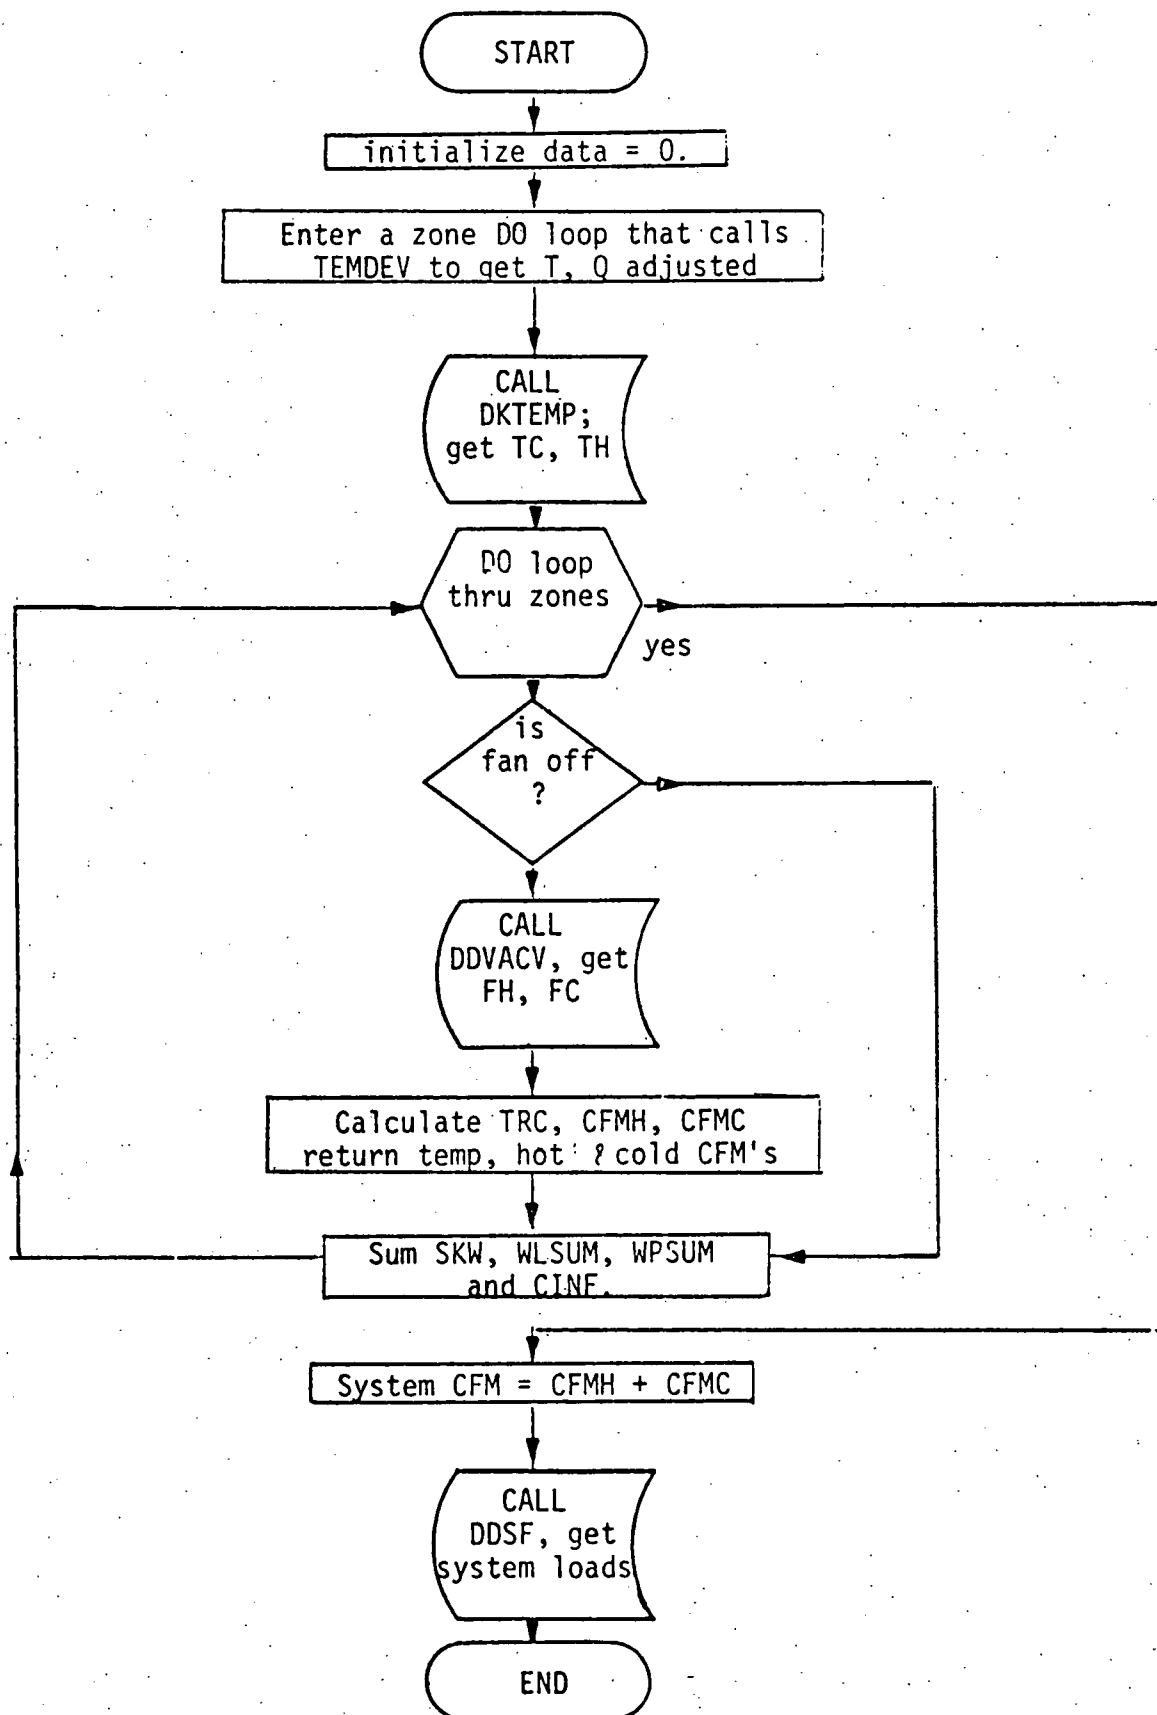 START
initialize data = 0.
Enter a zone DO loop that calls
TEMDEV to get T, Q adjusted
CALL
DKTEMP;
get TC, TH
DO loop
thru zones
yes
is
fan off
?
CALL
DDVACV, get
FH, FC
Calculate TRC, CFMH, CFMC
return temp, hot & cold CFM's
Sum SKW, WLSUM, WPSUM
and CINF.
System CFM = CFMH + CFMC
CALL
DDSF, get
system loads
END